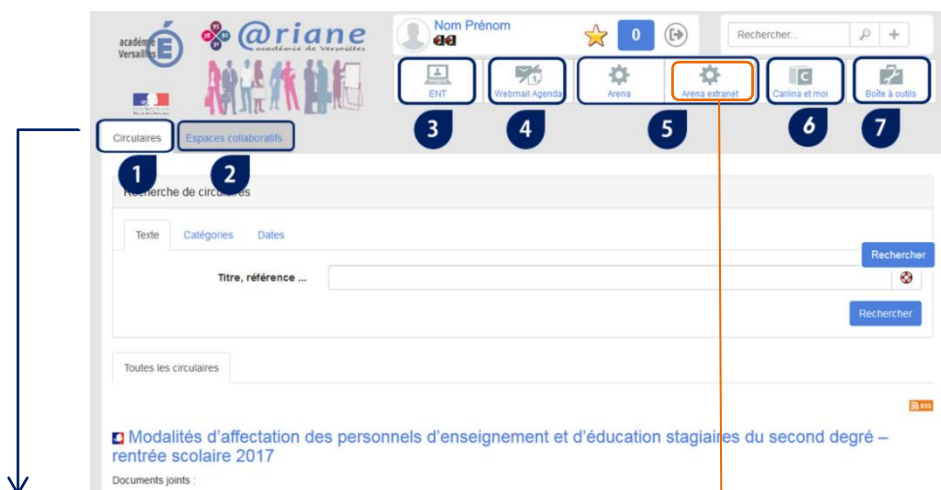 académie
Versailles
@riane
académie de Versailles
Nom Prénom
0
Rechercher...
ENT
Webmail Agenda
Arena
Arena extranet
Cariina et moi
Boîte à outils
3
4
5
6
7
Circulaires
Espaces collaboratifs
1
2
Recherche de circulaires
Texte
Catégories
Dates
Rechercher
Titre, référence ...
Rechercher
Toutes les circulaires
RSS
Modalités d'affectation des personnels d'enseignement et d'éducation stagiaires du second degré –
rentrée scolaire 2017
Documents joints :